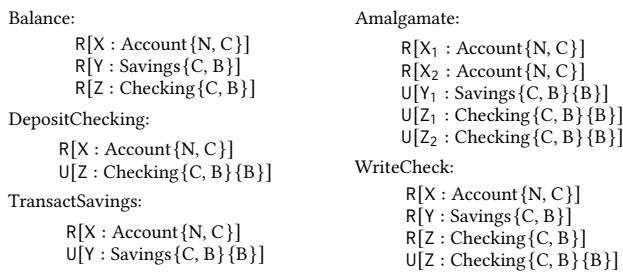 Balance:
R[X : Account{N, C}]
R[Y : Savings{C, B}]
R[Z : Checking{C, B}]
DepositChecking:
R[X : Account{N, C}]
U[Z : Checking{C, B}{B}]
TransactSavings:
R[X : Account{N, C}]
U[Y : Savings{C, B}{B}]
Amalgamate:
R[X₁ : Account{N, C}]
R[X₂ : Account{N, C}]
U[Y₁ : Savings{C, B}{B}]
U[Z₁ : Checking{C, B}{B}]
U[Z₂ : Checking{C, B}{B}]
WriteCheck:
R[X : Account{N, C}]
R[Y : Savings{C, B}]
R[Z : Checking{C, B}]
U[Z : Checking{C, B}{B}]